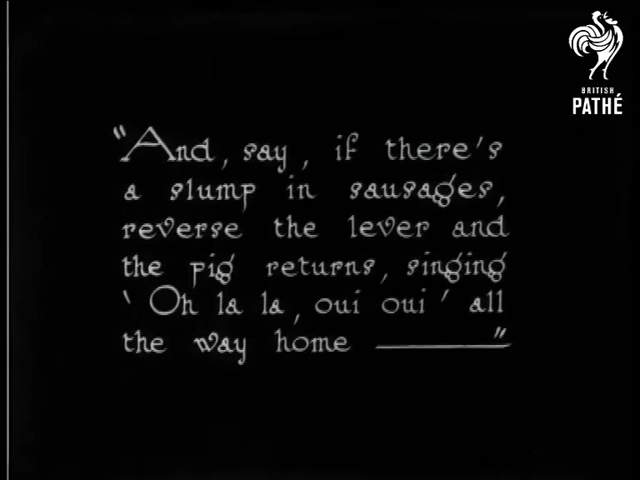 BRITISH
PATHÉ
"And, say, if there's
a slump in sausages,
reverse the lever and
the pig returns, singing
'Oh la la, oui oui' all
the way home ———"